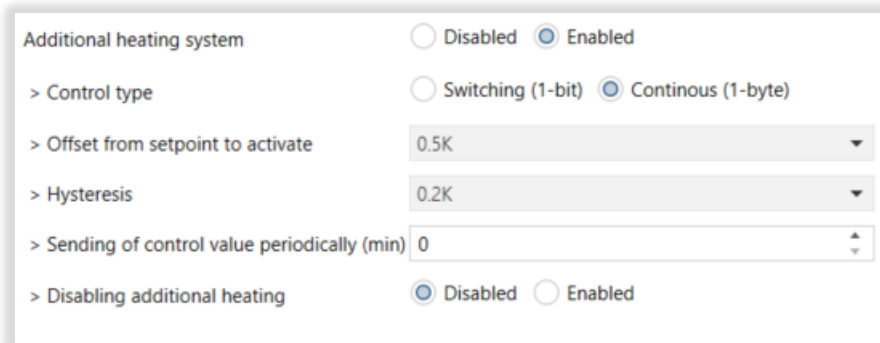 Additional heating system Disabled Enabled
> Control type Switching (1-bit) Continous (1-byte)
> Offset from setpoint to activate 0.5K
> Hysteresis 0.2K
> Sending of control value periodically (min) 0
> Disabling additional heating Disabled Enabled